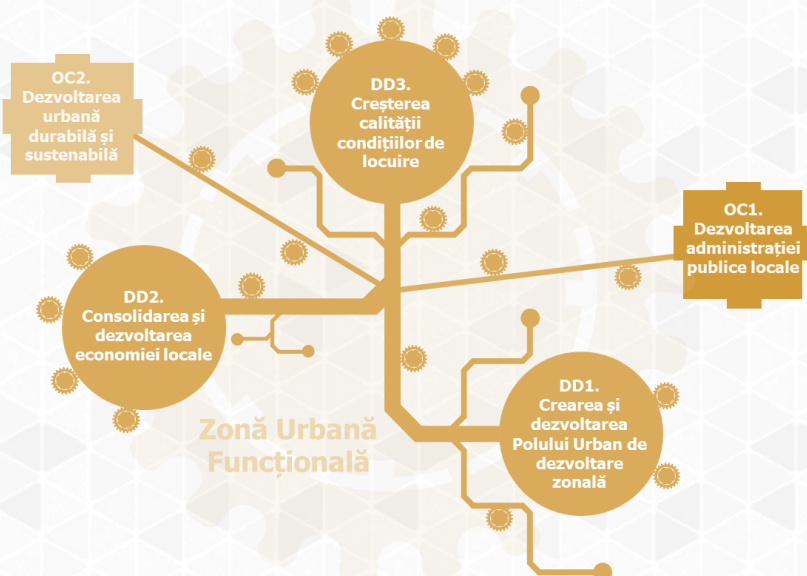 OC2.
Dezvoltarea
urbană
durabilă și
sustenabilă
DD3.
Creșterea
calității
condițiilor de
locuire
OC1.
Dezvoltarea
administrației
publice locale
DD2.
Consolidarea și
dezvoltarea
economiei locale
DD1.
Crearea și
dezvoltarea
Polului Urban de
dezvoltare
zonală
Zonă Urbană
Funcțională